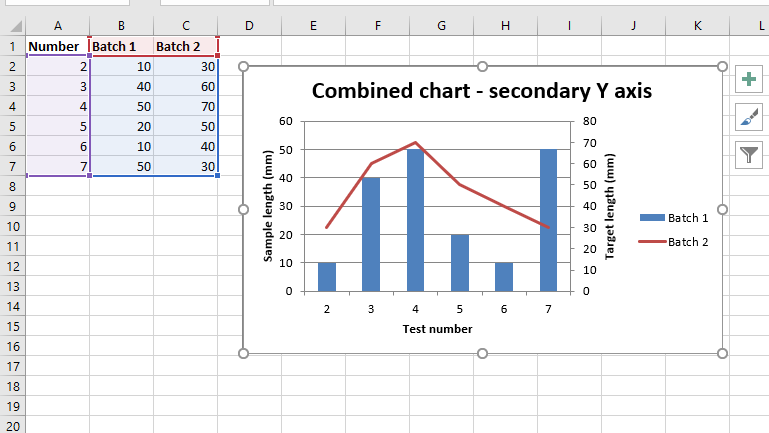 A B C D E F G H I J K L
1 Number Batch 1 Batch 2
2 2 10 30
3 3 40 60
4 4 50 70
5 5 20 50
6 6 10 40
7 7 50 30
8
9
10
11
12
13
14
15
16
17
18
19
20
Combined chart - secondary Y axis
Sample length (mm)
60
50
40
30
20
10
0
80
70
60
50
40
30
20
10
0
Target length (mm)
2 3 4 5 6 7
Test number
Batch 1
Batch 2